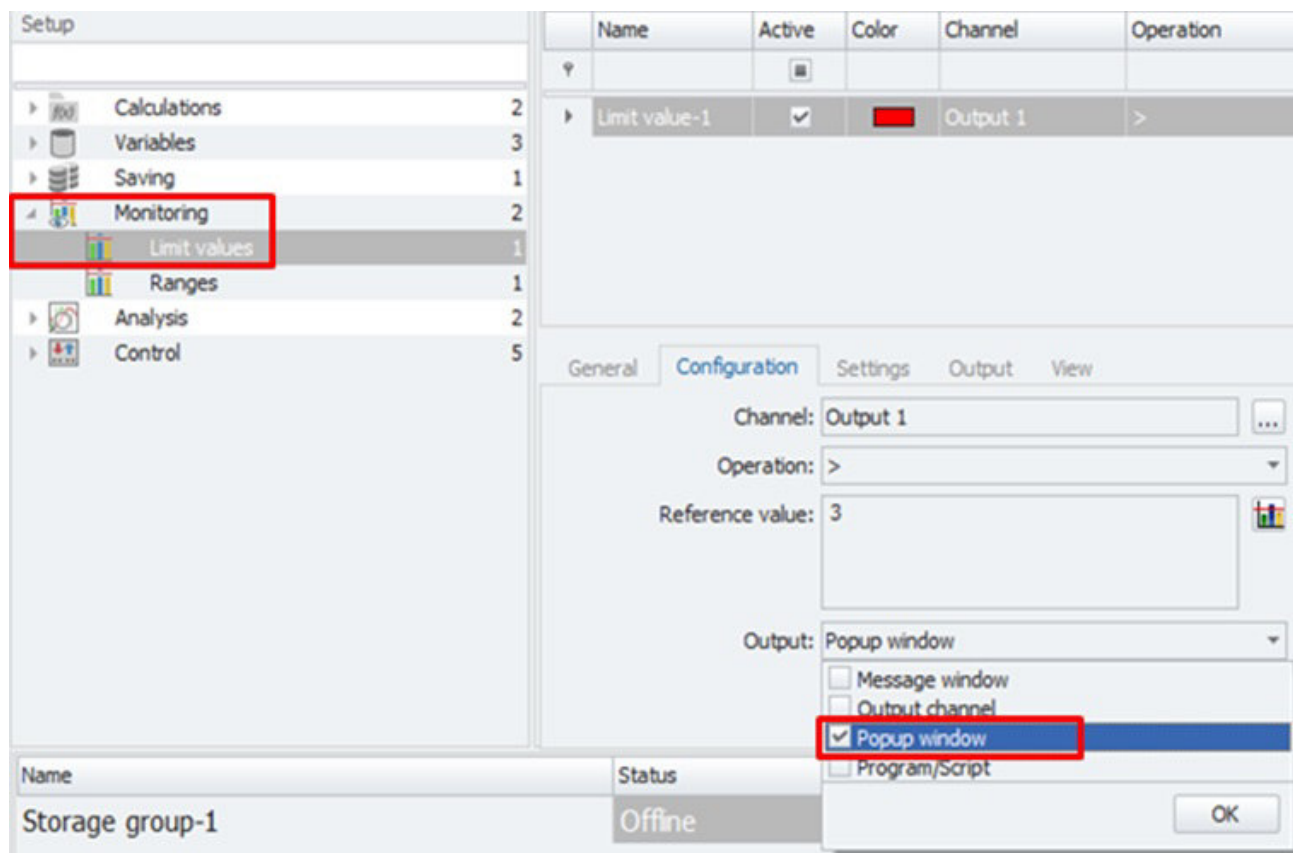 Setup
Calculations 2
Variables 3
Saving 1
Monitoring 2
Limit values 1
Ranges 1
Analysis 2
Control 5
Name Active Color Channel Operation
Limit value-1 Output 1 >
General Configuration Settings Output View
Channel: Output 1 ...
Operation: >
Reference value: 3
Output: Popup window
Message window
Output channel
Popup window
Program/Script
OK
Name Status
Storage group-1 Offline